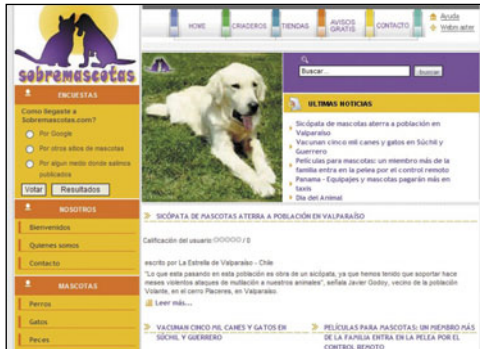 HOME
CRIADEROS
TIENDAS
AVISOS
GRATIS
CONTACTO
Ayuda
Webmaster
sobremascotas
ENCUESTAS
Como llegaste a
Sobremascotas.com?
Por Google
Por otros sitios de mascotas
Por algun medio donde salimos
publicados
Votar
Resultados
NOSOTROS
Bienvenidos
Quienes somos
Contacto
MASCOTAS
Perros
Gatos
Peces
Buscar...
buscar
ULTIMAS NOTICIAS
Sicópata de mascotas aterra a población en
Valparaíso
Vacunan cinco mil canes y gatos en Súchil y
Guerrero
Películas para mascotas: un miembro más de la
familia entra en la pelea por el control remoto
Panama - Equipajes y mascotas pagarán más en
taxis
Dia del Animal
SICÓPATA DE MASCOTAS ATERRA A POBLACIÓN EN VALPARAÍSO
Calificación del usuario: / 0
escrito por La Estrella de Valparaiso - Chile
"Lo que esta pasando en esta población es obra de un sicópata, ya que hemos tenido que soportar hace
meses violentos ataques de mutilación a nuestros animales", señala Javier Godoy, vecino de la población
Volante, en el cerro Placeres, en Valparaíso.
Leer más...
VACUNAN CINCO MIL CANES Y GATOS EN
SÚCHIL Y GUERRERO
PELÍCULAS PARA MASCOTAS: UN MIEMBRO MÁS
DE LA FAMILIA ENTRA EN LA PELEA POR EL
CONTROL REMOTO